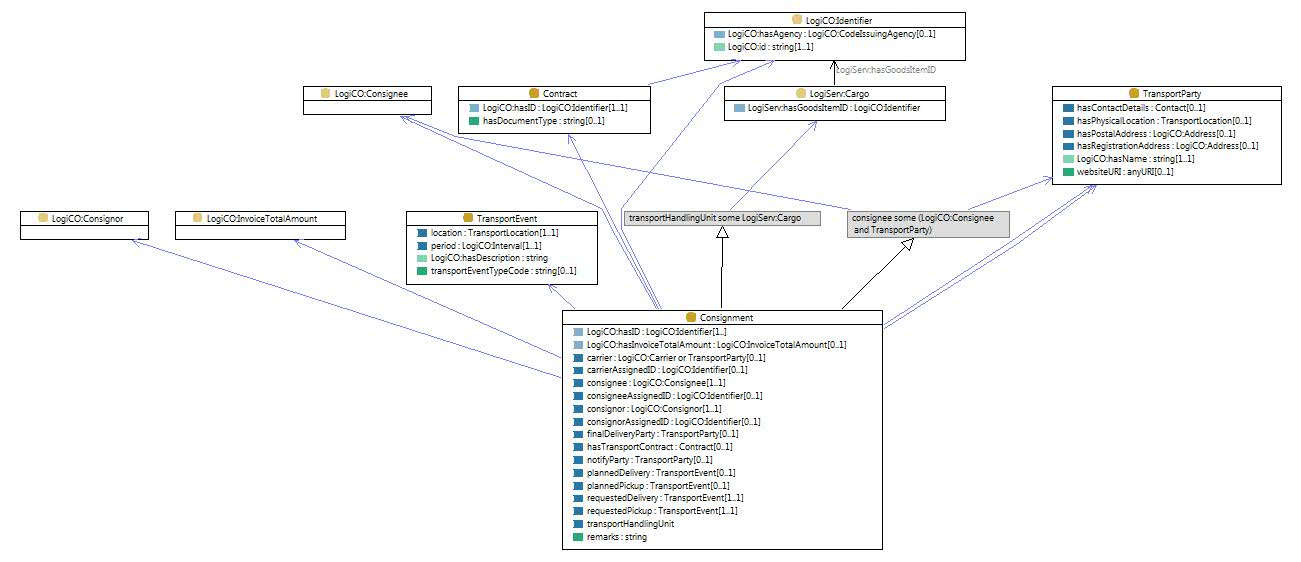 LogiCO:Identifier
LogiCO:hasAgency : LogiCO:CodeIssuingAgency[0..1]
LogiCO:id : string[1..1]
LogiServ:hasGoodsItemID
LogiCO:Consignee
Contract
LogiCO:hasID : LogiCO:Identifier[1..1]
hasDocumentType : string[0..1]
LogiServ:Cargo
LogiServ:hasGoodsItemID : LogiCO:Identifier
TransportParty
hasContactDetails : Contact[0..1]
hasPhysicalLocation : TransportLocation[0..1]
hasPostalAddress : LogiCO:Address[0..1]
hasRegistrationAddress : LogiCO:Address[0..1]
LogiCO:hasName : string[1..1]
websiteURI : anyURI[0..1]
LogiCO:Consignor
LogiCO:InvoiceTotalAmount
TransportEvent
location : TransportLocation[1..1]
period : LogiCO:Interval[1..1]
LogiCO:hasDescription : string
transportEventTypeCode : string[0..1]
transportHandlingUnit some LogiServ:Cargo
consignee some (LogiCO:Consignee
and TransportParty)
Consignment
LogiCO:hasID : LogiCO:Identifier[1..]
LogiCO:hasInvoiceTotalAmount : LogiCO:InvoiceTotalAmount[0..1]
carrier : LogiCO:Carrier or TransportParty[0..1]
carrierAssignedID : LogiCO:Identifier[0..1]
consignee : LogiCO:Consignee[1..1]
consigneeAssignedID : LogiCO:Identifier[0..1]
consignor : LogiCO:Consignor[1..1]
consignorAssignedID : LogiCO:Identifier[0..1]
finalDeliveryParty : TransportParty[0..1]
hasTransportContract : Contract[0..1]
notifyParty : TransportParty[0..1]
plannedDelivery : TransportEvent[0..1]
plannedPickup : TransportEvent[0..1]
requestedDelivery : TransportEvent[1..1]
requestedPickup : TransportEvent[1..1]
transportHandlingUnit
remarks : string